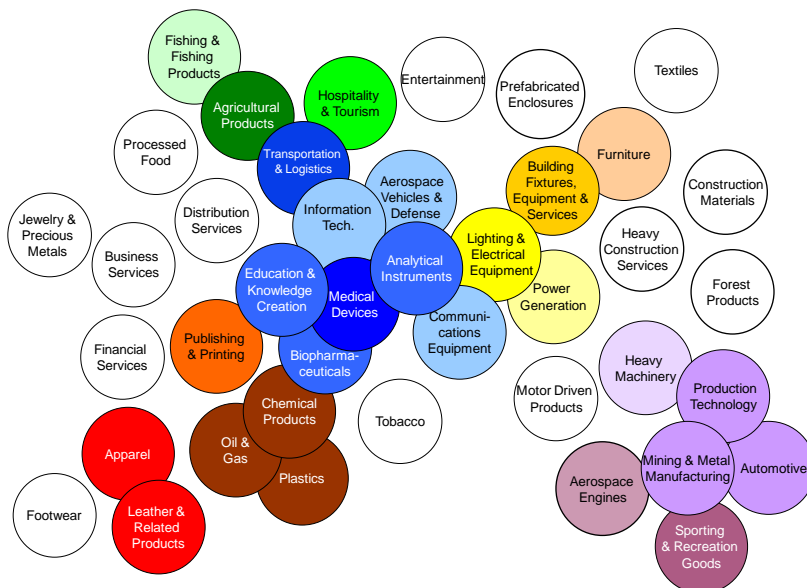 Fishing &
Fishing
Products
Entertainment
Textiles
Prefabricated
Enclosures
Hospitality
& Tourism
Agricultural
Products
Processed
Food
Transportation
& Logistics
Furniture
Building
Fixtures,
Equipment
& Services
Aerospace
Vehicles &
Defense
Construction
Materials
Jewelry &
Precious
Metals
Distribution
Services
Information
Tech.
Lighting &
Electrical
Equipment
Heavy
Construction
Services
Business
Services
Analytical
Instruments
Education &
Knowledge
Creation
Medical
Devices
Power
Generation
Forest
Products
Communi-
cations
Equipment
Publishing
& Printing
Financial
Services
Biopharma-
ceuticals
Heavy
Machinery
Motor Driven
Products
Production
Technology
Chemical
Products
Tobacco
Apparel
Oil &
Gas
Plastics
Mining & Metal
Manufacturing
Automotive
Aerospace
Engines
Footwear
Leather &
Related
Products
Sporting
& Recreation
Goods